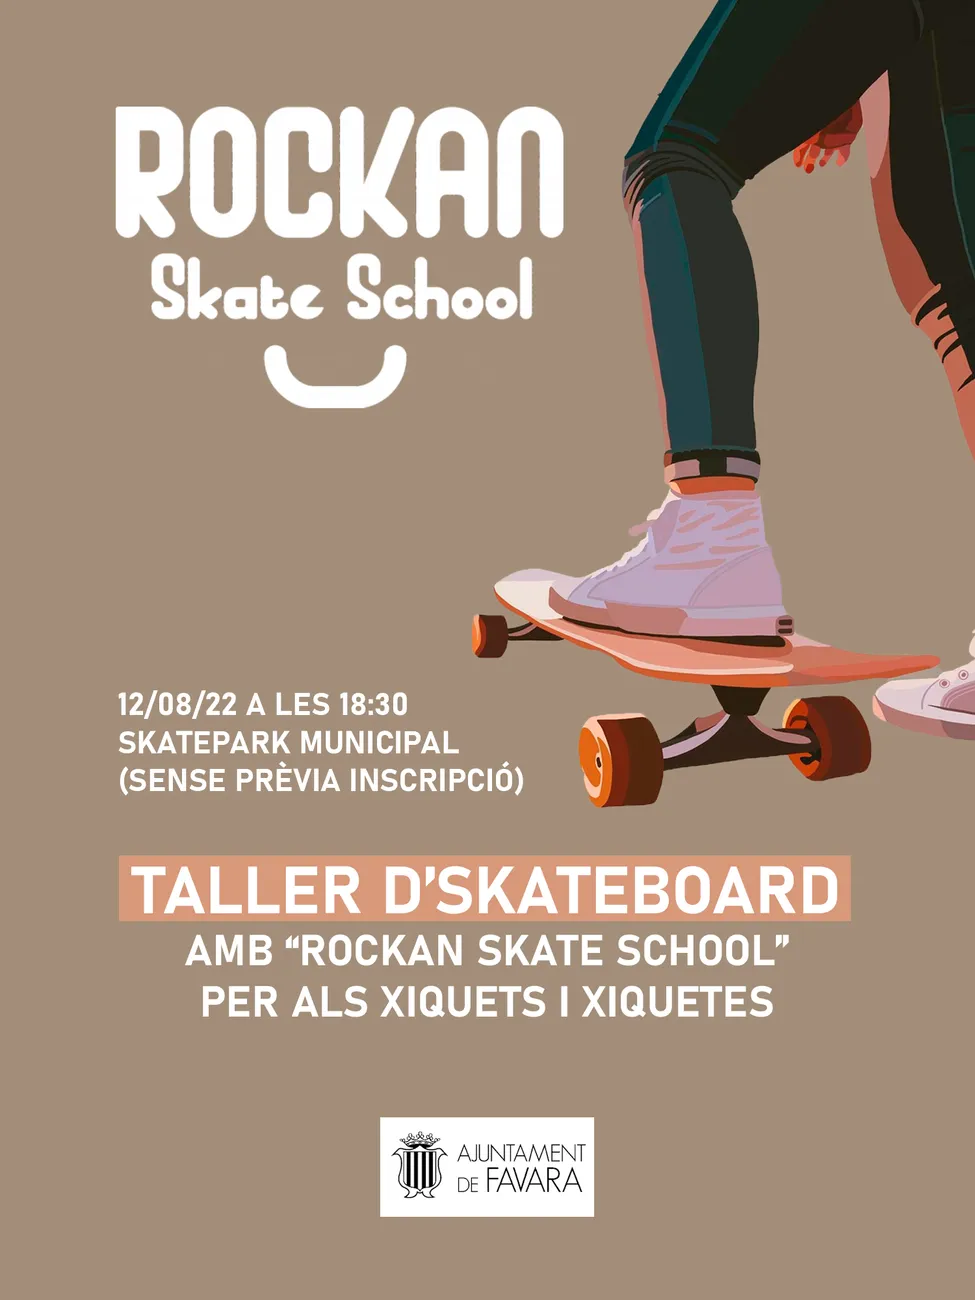 ROCKAN
Skate School
12/08/22 A LES 18:30
SKATEPARK MUNICIPAL
(SENSE PRÈVIA INSCRIPCIÓ)
TALLER D'SKATEBOARD
AMB “ROCKAN SKATE SCHOOL”
PER ALS XIQUETS I XIQUETES
AJUNTAMENT
DE FAVARA